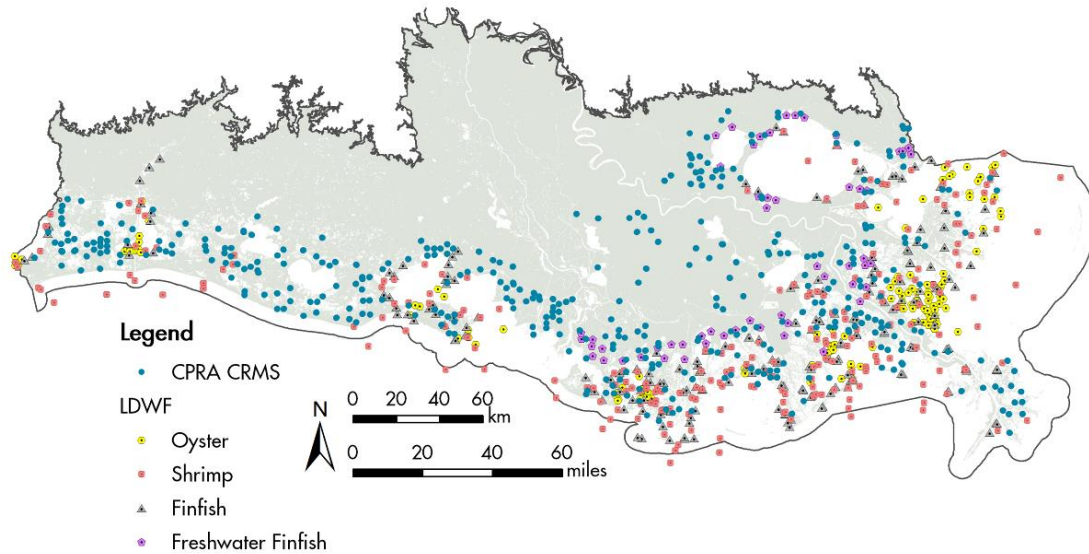 Legend
CPRA CRMS
LDWF
Oyster
Shrimp
Finfish
Freshwater Finfish
N
0 20 40 60
km
0 20 40 60
miles